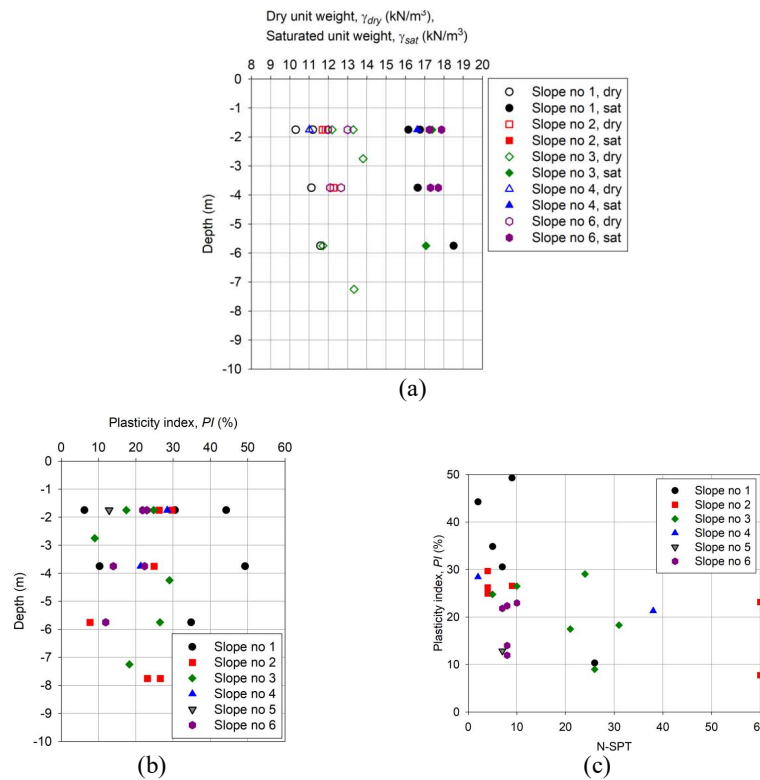 Dry unit weight, γdry (kN/m³),
Saturated unit weight, γsat (kN/m³)
8 9 10 11 12 13 14 15 16 17 18 19 20
0
-1
-2
-3
-4
-5
-6
-7
-8
-9
-10
Depth (m)
Slope no 1, dry
Slope no 1, sat
Slope no 2, dry
Slope no 2, sat
Slope no 3, dry
Slope no 3, sat
Slope no 4, dry
Slope no 4, sat
Slope no 6, dry
Slope no 6, sat
(a)
Plasticity index, PI (%)
0 10 20 30 40 50 60
0
-1
-2
-3
-4
-5
-6
-7
-8
-9
-10
Depth (m)
Slope no 1
Slope no 2
Slope no 3
Slope no 4
Slope no 5
Slope no 6
(b)
50
40
30
20
10
0
Plasticity index, PI (%)
Slope no 1
Slope no 2
Slope no 3
Slope no 4
Slope no 5
Slope no 6
0 10 20 30 40 50 60
N-SPT
(c)